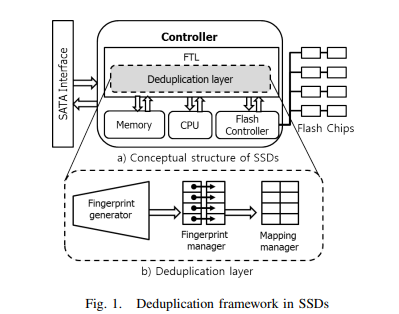 Controller
FTL
Deduplication layer
SATA Interface
Memory
CPU
Flash
Controller
Flash Chips
a) Conceptual structure of SSDs
Fingerprint
generator
Fingerprint
manager
Mapping
manager
b) Deduplication layer
Fig. 1. Deduplication framework in SSDs